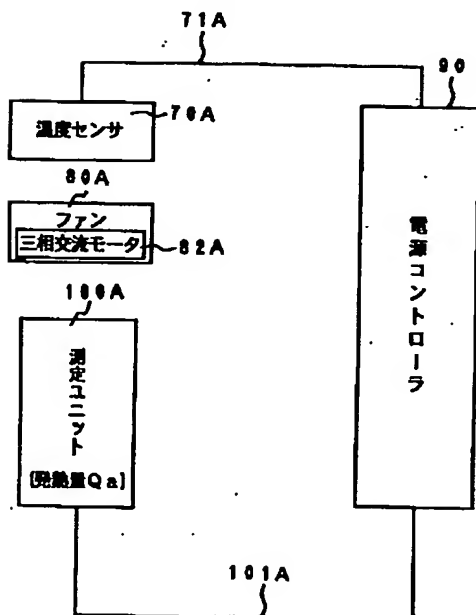 71A
90
温度センサ
70A
80A
ファン
三相交流モータ
82A
100A
測定ユニット
[発熱量Qa]
電源コントローラ
101A